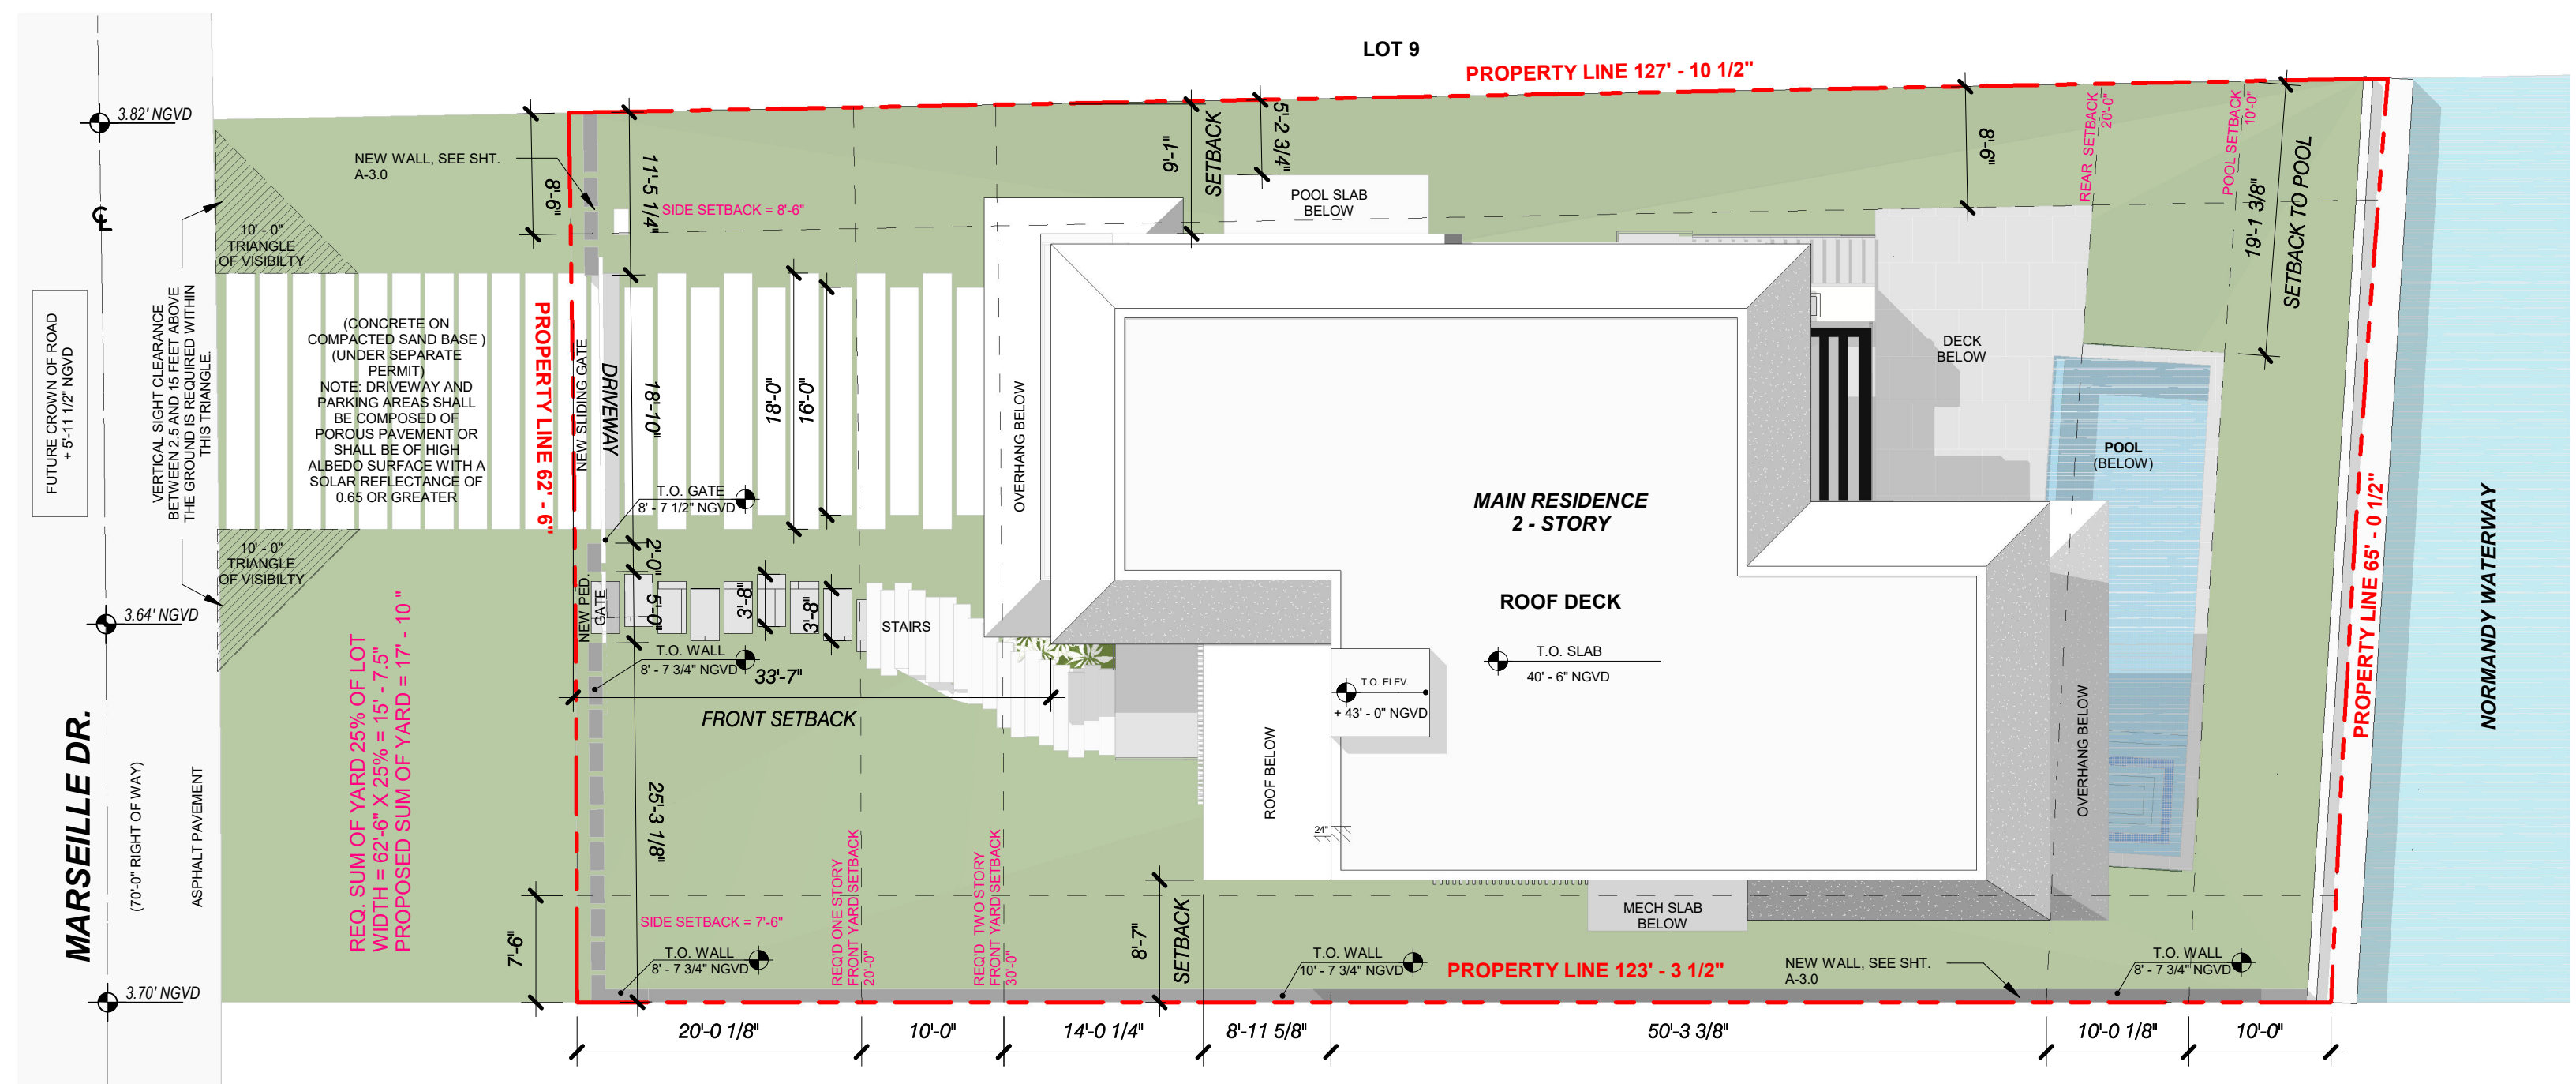 LOT 9
PROPERTY LINE 127' - 10 1/2"
3.82' NGVD
NEW WALL, SEE SHT.
A-3.0
8'-6"
11'-5 1/4"
SIDE SETBACK = 8'-6"
9'-1"
SETBACK
5'-2 3/4"
POOL SLAB
BELOW
8'-6"
REAR SETBACK
20'-0"
POOL SETBACK
10'-0"
19'-1 3/8"
SETBACK TO POOL
10' - 0"
TRIANGLE
OF VISIBILTY
FUTURE CROWN OF ROAD
+ 5'-11 1/2" NGVD
VERTICAL SIGHT CLEARANCE
BETWEEN 2.5 AND 15 FEET ABOVE
THE GROUND IS REQUIRED WITHIN
THIS TRIANGLE.
(CONCRETE ON
COMPACTED SAND BASE )
(UNDER SEPARATE
PERMIT)
NOTE: DRIVEWAY AND
PARKING AREAS SHALL
BE COMPOSED OF
POROUS PAVEMENT OR
SHALL BE OF HIGH
ALBEDO SURFACE WITH A
SOLAR REFLECTANCE OF
0.65 OR GREATER
PROPERTY LINE 62' - 6"
NEW SLIDING GATE
DRIVEWAY
18'-10"
18'-0"
16'-0"
OVERHANG BELOW
T.O. GATE
8' - 7 1/2" NGVD
DECK
BELOW
POOL
(BELOW)
MAIN RESIDENCE
2 - STORY
ROOF DECK
T.O. SLAB
40' - 6" NGVD
T.O. ELEV.
+ 43' - 0" NGVD
PROPERTY LINE 65' - 0 1/2"
NORMANDY WATERWAY
10' - 0"
TRIANGLE
OF VISIBILTY
3.64' NGVD
2'-0"
NEW PED.
GATE
5'-0"
3'-8"
3'-8"
STAIRS
T.O. WALL
8' - 7 3/4" NGVD
33'-7"
FRONT SETBACK
MARSEILLE DR.
(70'-0" RIGHT OF WAY)
ASPHALT PAVEMENT
REQ. SUM OF YARD 25% OF LOT
WIDTH = 62'-6" X 25% = 15' - 7.5"
PROPOSED SUM OF YARD = 17' - 10 "
25'-3 1/8"
ROOF BELOW
24"
OVERHANG BELOW
REQ'D ONE STORY
FRONT YARD SETBACK
20'-0"
REQ'D TWO STORY
FRONT YARD SETBACK
30'-0"
7'-6"
SIDE SETBACK = 7'-6"
T.O. WALL
8' - 7 3/4" NGVD
8'-7"
SETBACK
MECH SLAB
BELOW
T.O. WALL
10' - 7 3/4" NGVD
PROPERTY LINE 123' - 3 1/2"
NEW WALL, SEE SHT.
A-3.0
T.O. WALL
8' - 7 3/4" NGVD
3.70' NGVD
20'-0 1/8"
10'-0"
14'-0 1/4"
8'-11 5/8"
50'-3 3/8"
10'-0 1/8"
10'-0"